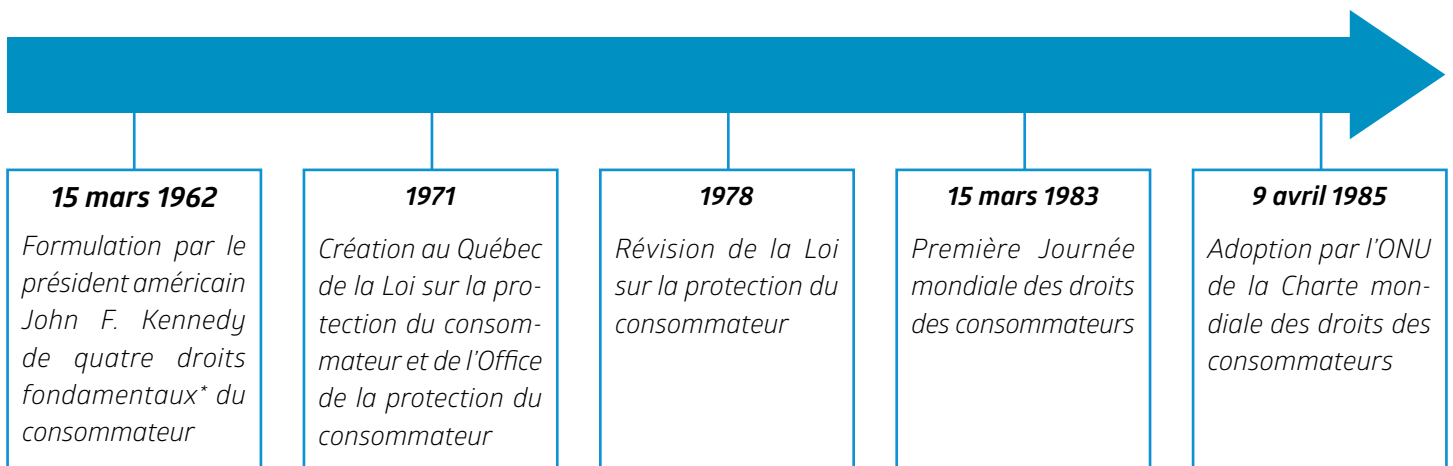 15 mars 1962
Formulation par le
président américain
John F. Kennedy
de quatre droits
fondamentaux* du
consommateur
1971
Création au Québec
de la Loi sur la pro-
tection du consom-
mateur et de l'Office
de la protection du
consommateur
1978
Révision de la Loi
sur la protection du
consommateur
15 mars 1983
Première Journée
mondiale des droits
des consommateurs
9 avril 1985
Adoption par l'ONU
de la Charte mon-
diale des droits des
consommateurs